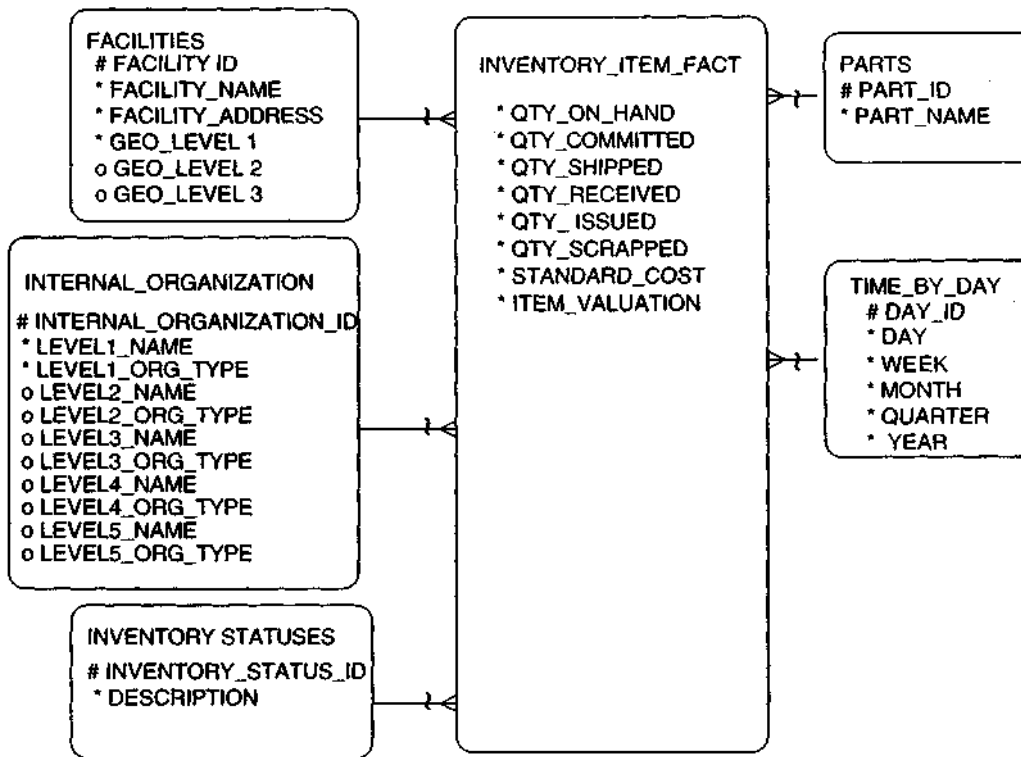 FACILITIES
# FACILITY ID
* FACILITY_NAME
* FACILITY_ADDRESS
* GEO_LEVEL 1
o GEO_LEVEL 2
o GEO_LEVEL 3
INTERNAL_ORGANIZATION
# INTERNAL_ORGANIZATION_ID
* LEVEL1_NAME
* LEVEL1_ORG_TYPE
o LEVEL2_NAME
o LEVEL2_ORG_TYPE
o LEVEL3_NAME
o LEVEL3_ORG_TYPE
o LEVEL4_NAME
o LEVEL4_ORG_TYPE
o LEVEL5_NAME
o LEVEL5_ORG_TYPE
INVENTORY STATUSES
# INVENTORY_STATUS_ID
* DESCRIPTION
INVENTORY_ITEM_FACT
* QTY_ON_HAND
* QTY_COMMITTED
* QTY_SHIPPED
* QTY_RECEIVED
* QTY_ ISSUED
* QTY_SCRAPPED
* STANDARD_COST
* ITEM_VALUATION
PARTS
# PART_ID
* PART_NAME
TIME_BY_DAY
# DAY_ID
* DAY
* WEEK
* MONTH
* QUARTER
* YEAR